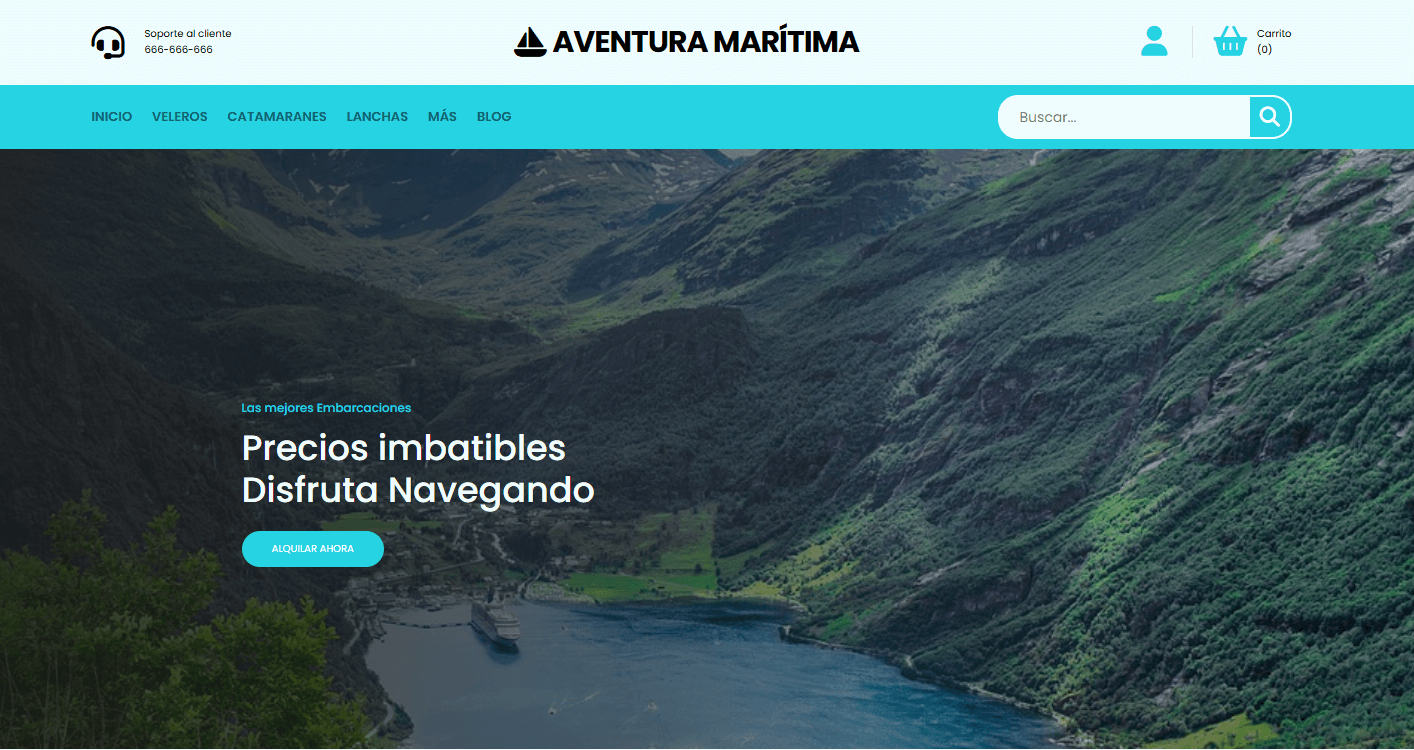 Soporte al cliente
666-666-666
AVENTURA MARÍTIMA
Carrito
(0)
INICIO VELEROS CATAMARANES LANCHAS MÁS BLOG
Buscar...
Las mejores Embarcaciones
Precios imbatibles
Disfruta Navegando
ALQUILAR AHORA